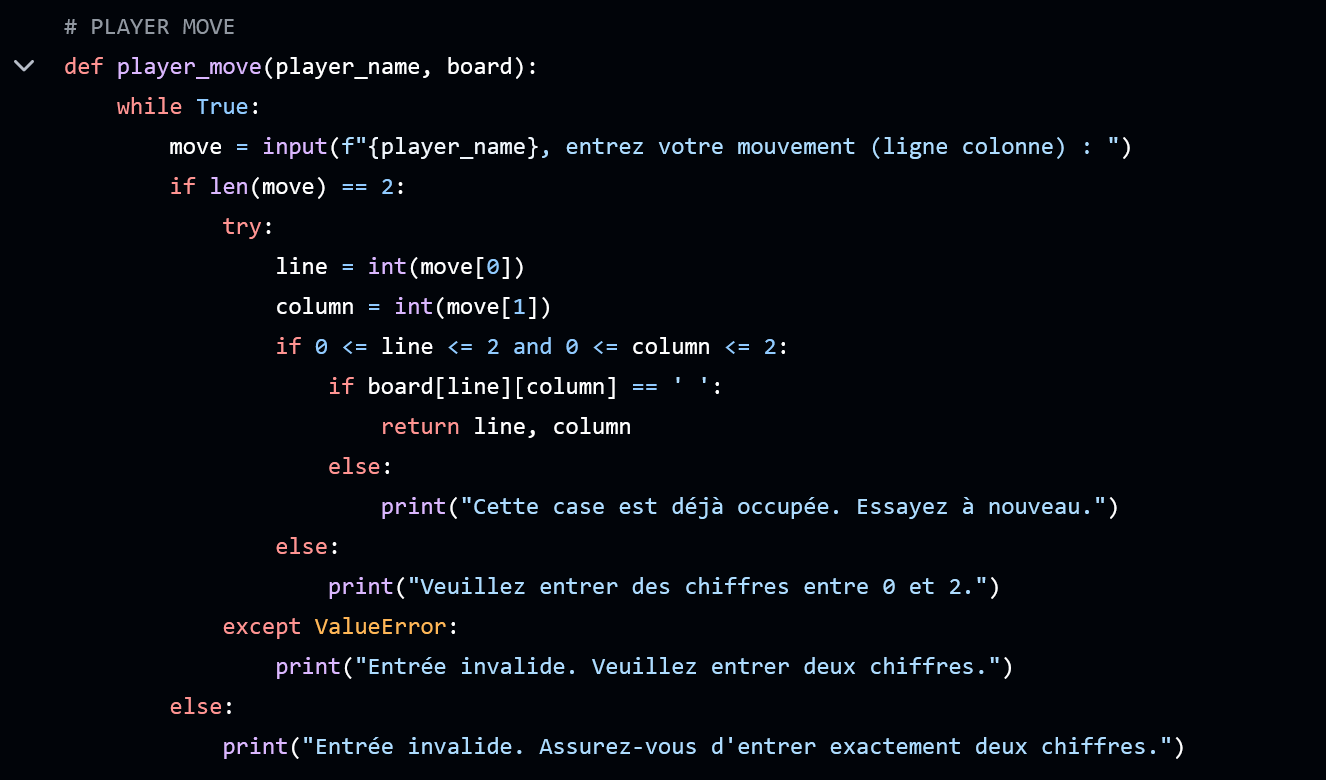 # PLAYER MOVE
def player_move(player_name, board):
    while True:
        move = input(f"{player_name}, entrez votre mouvement (ligne colonne) : ")
        if len(move) == 2:
            try:
                line = int(move[0])
                column = int(move[1])
                if 0 <= line <= 2 and 0 <= column <= 2:
                    if board[line][column] == ' ':
                        return line, column
                    else:
                        print("Cette case est déjà occupée. Essayez à nouveau.")
                else:
                    print("Veuillez entrer des chiffres entre 0 et 2.")
            except ValueError:
                print("Entrée invalide. Veuillez entrer deux chiffres.")
        else:
            print("Entrée invalide. Assurez-vous d'entrer exactement deux chiffres.")